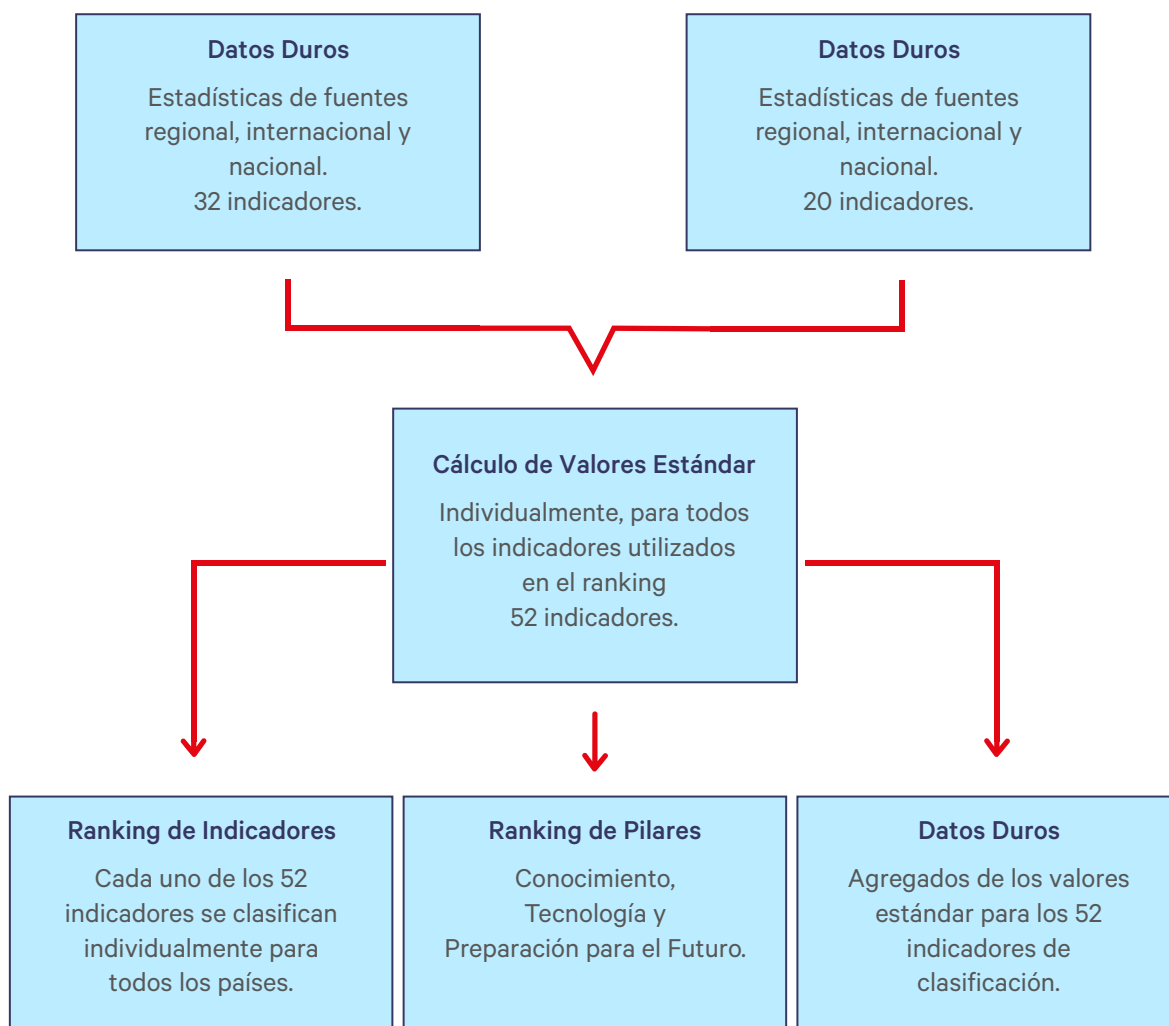 Datos Duros
Estadísticas de fuentes
regional, internacional y
nacional.
32 indicadores.
Datos Duros
Estadísticas de fuentes
regional, internacional y
nacional.
20 indicadores.
Cálculo de Valores Estándar
Individualmente, para todos
los indicadores utilizados
en el ranking
52 indicadores.
Ranking de Indicadores
Cada uno de los 52
indicadores se clasifican
individualmente para
todos los países.
Ranking de Pilares
Conocimiento,
Tecnología y
Preparación para el Futuro.
Datos Duros
Agregados de los valores
estándar para los 52
indicadores de
clasificación.